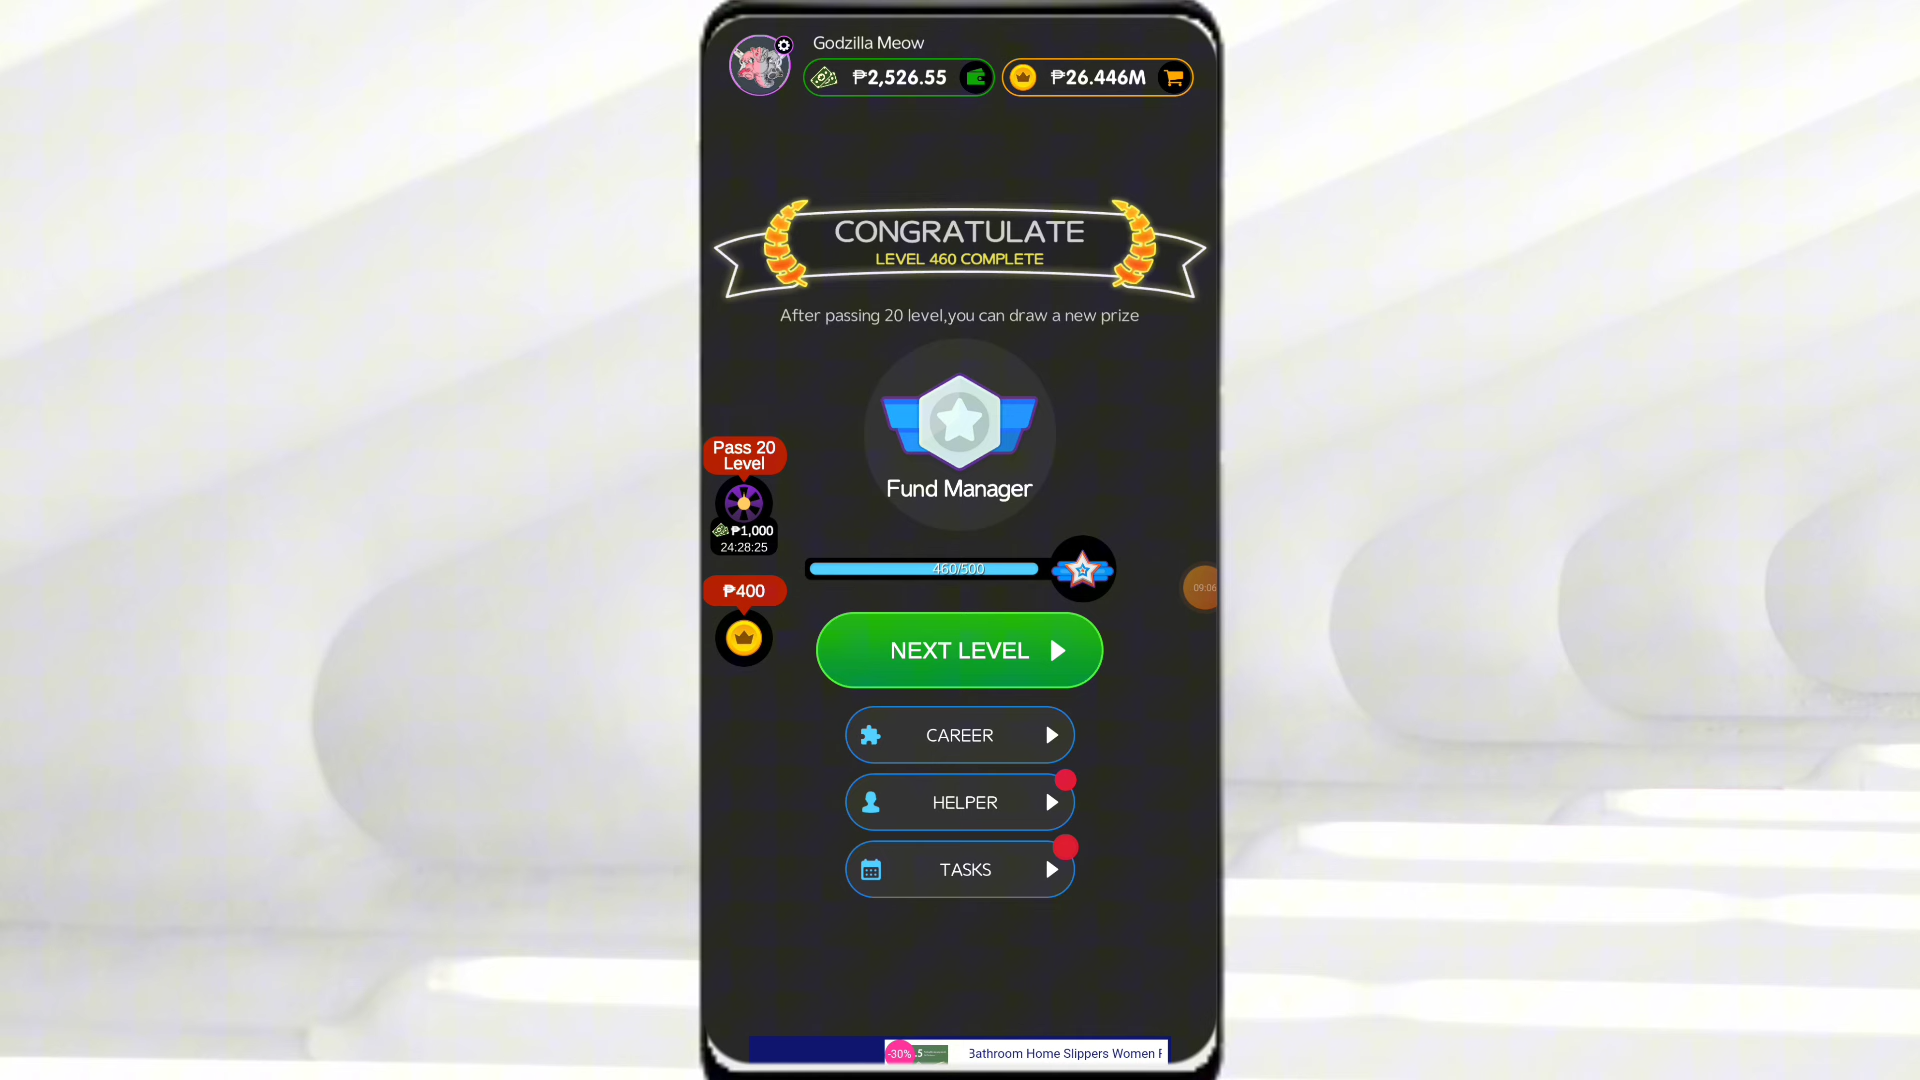 Godzilla Meow
₱2,526.55
₱26.446M
CONGRATULATE
LEVEL 460 COMPLETE
After passing 20 level,you can draw a new prize
Fund Manager
Pass 20
Level
₱1,000
24:28:25
460/500
₱400
09:06
NEXT LEVEL
CAREER
HELPER
TASKS
-30%
.5
Bathroom Home Slippers Women